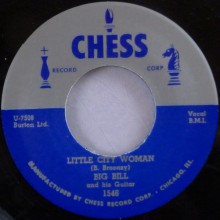 CHESS
RECORD CORP.
U-7508
Burton Ltd.
Vocal
B.M.I.
LITTLE CITY WOMAN
(B. Broonzy)
BIG BILL
and his Guitar
1546
MANUFACTURED BY CHESS RECORD CORP. CHICAGO, ILL.